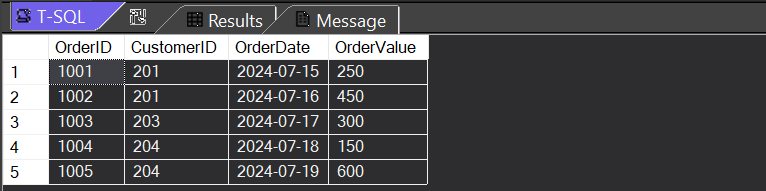 T-SQL Results Message
OrderID CustomerID OrderDate OrderValue
1 1001 201 2024-07-15 250
2 1002 201 2024-07-16 450
3 1003 203 2024-07-17 300
4 1004 204 2024-07-18 150
5 1005 204 2024-07-19 600